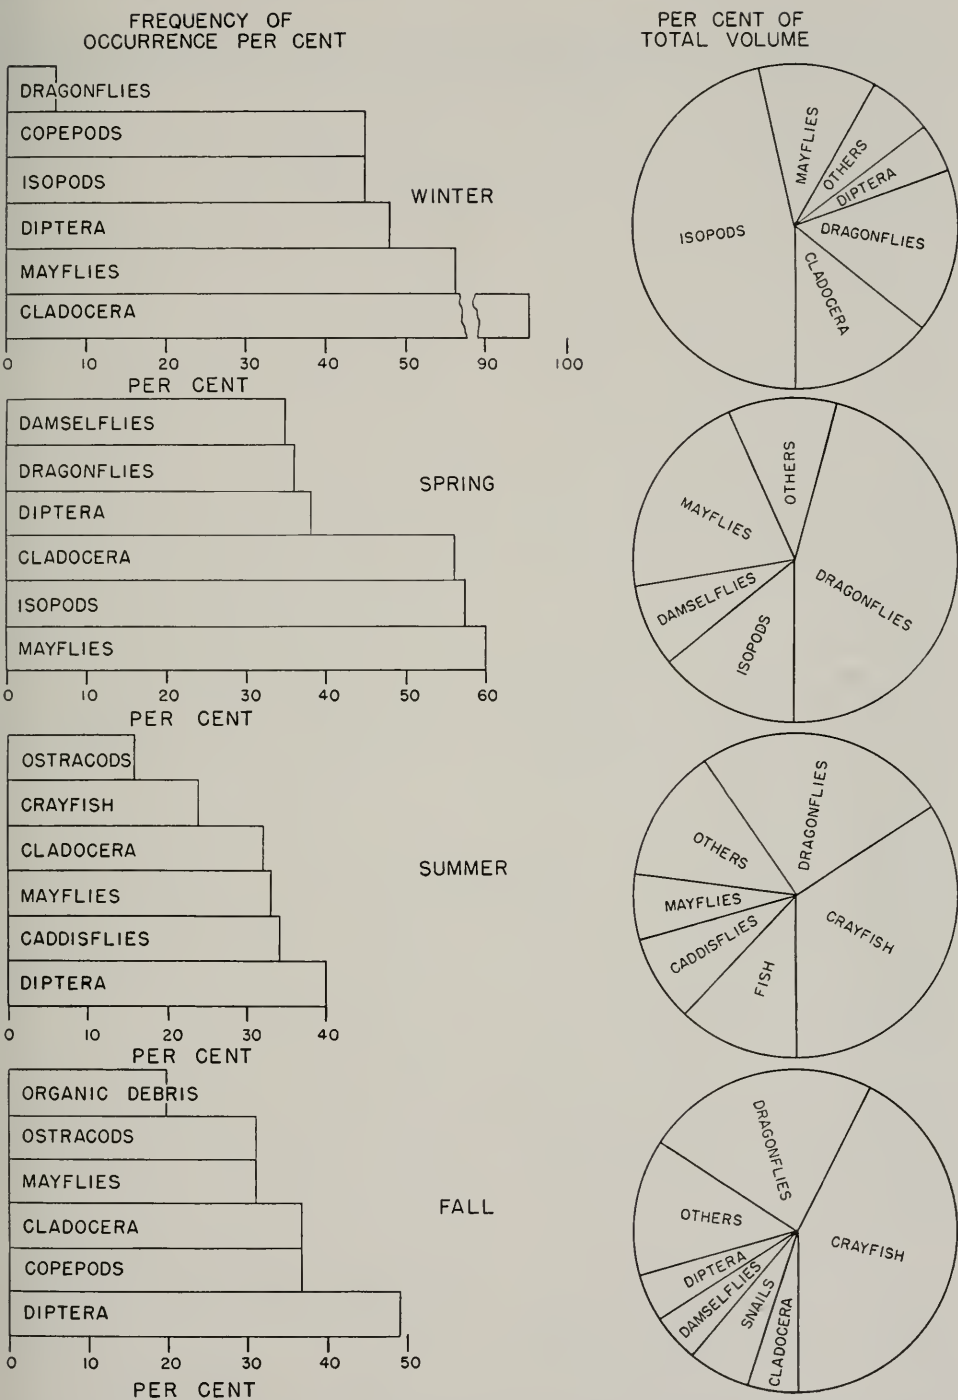 FREQUENCY OF
OCCURRENCE PER CENT
PER CENT OF
TOTAL VOLUME
DRAGONFLIES
COPEPODS
ISOPODS
DIPTERA
MAYFLIES
CLADOCERA
0 10 20 30 40 50 90 100
PER CENT
WINTER
MAYFLIES
OTHERS
DIPTERA
DRAGONFLIES
CLADOCERA
ISOPODS
DAMSELFLIES
DRAGONFLIES
DIPTERA
CLADOCERA
ISOPODS
MAYFLIES
0 10 20 30 40 50 60
PER CENT
SPRING
OTHERS
DRAGONFLIES
ISOPODS
DAMSELFLIES
MAYFLIES
OSTRACODS
CRAYFISH
CLADOCERA
MAYFLIES
CADDISFLIES
DIPTERA
0 10 20 30 40
PER CENT
SUMMER
DRAGONFLIES
CRAYFISH
FISH
CADDISFLIES
MAYFLIES
OTHERS
ORGANIC DEBRIS
OSTRACODS
MAYFLIES
CLADOCERA
COPEPODS
DIPTERA
0 10 20 30 40 50
PER CENT
FALL
DRAGONFLIES
CRAYFISH
CLADOCERA
SNAILS
DAMSELFLIES
DIPTERA
OTHERS